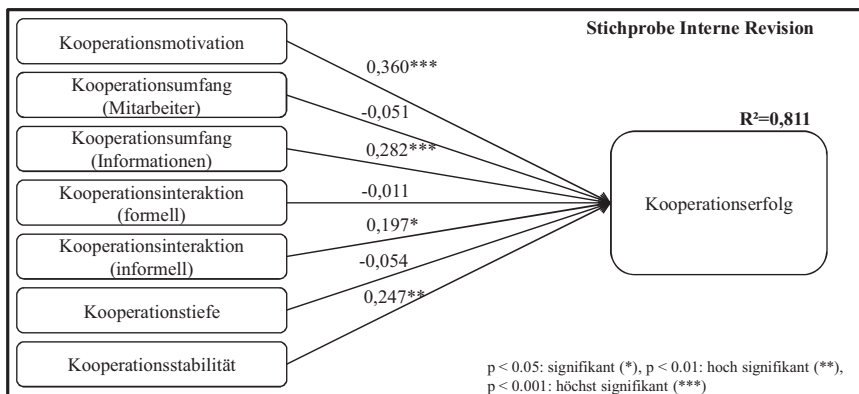 Stichprobe Interne Revision
Kooperationsmotivation
0,360***
Kooperationsumfang
(Mitarbeiter)
-0,051
R²=0,811
Kooperationsumfang
(Informationen)
0,282***
Kooperationsinteraktion
(formell)
-0,011
Kooperationserfolg
Kooperationsinteraktion
(informell)
0,197*
Kooperationstiefe
-0,054
Kooperationsstabilität
0,247**
p < 0.05: signifikant (*), p < 0.01: hoch signifikant (**),
p < 0.001: höchst signifikant (***)